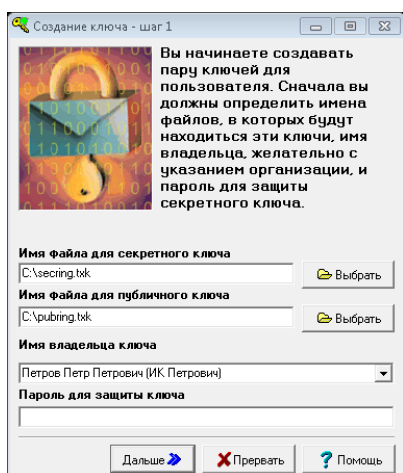 Создание ключа - шаг 1
Вы начинаете создавать
пару ключей для
пользователя. Сначала вы
должны определить имена
файлов, в которых будут
находиться эти ключи, имя
владельца, желательно с
указанием организации, и
пароль для защиты
секретного ключа.
Имя файла для секретного ключа
C:\secring.txk
Выбрать
Имя файла для публичного ключа
C:\pubring.txk
Выбрать
Имя владельца ключа
Петров Петр Петрович (ИК Петрович)
Пароль для защиты ключа
Дальше
Прервать
Помощь